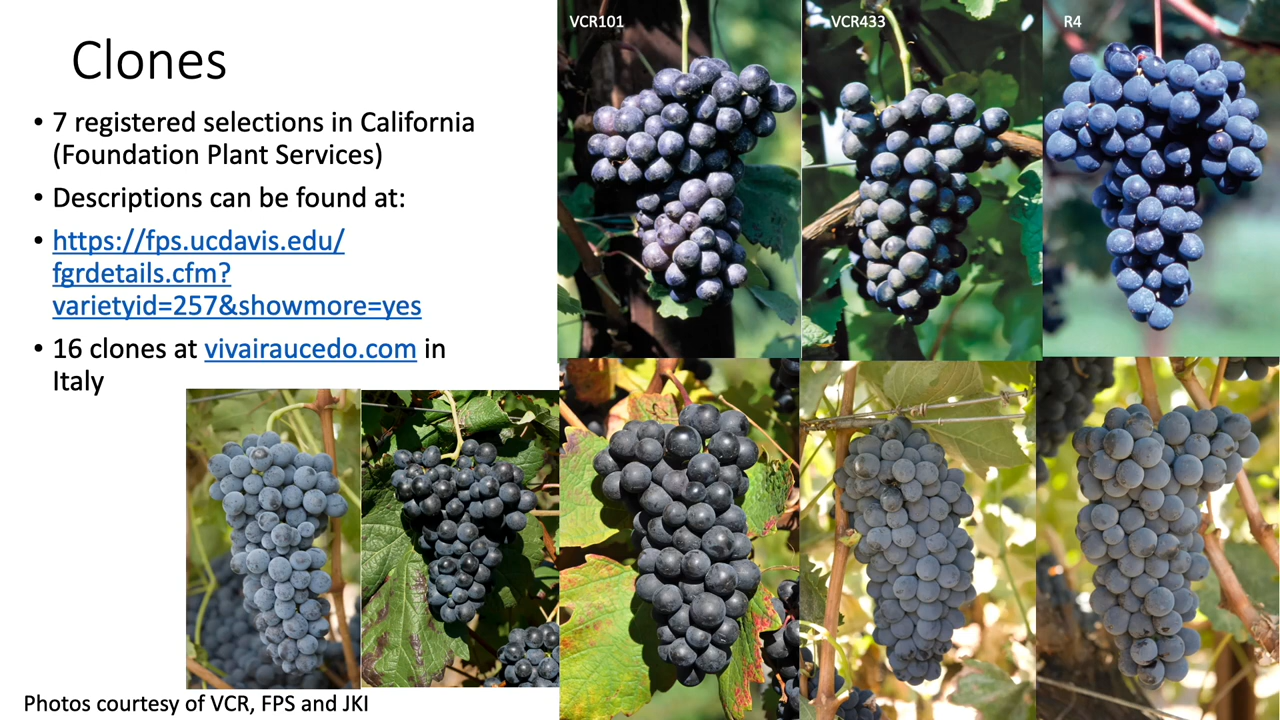 Clones
• 7 registered selections in California
(Foundation Plant Services)
• Descriptions can be found at:
• https://fps.ucdavis.edu/
fgrdetails.cfm?
varietyid=257&showmore=yes
• 16 clones at vivairaucedo.com in
Italy
VCR101
VCR433
R4
Photos courtesy of VCR, FPS and JKI